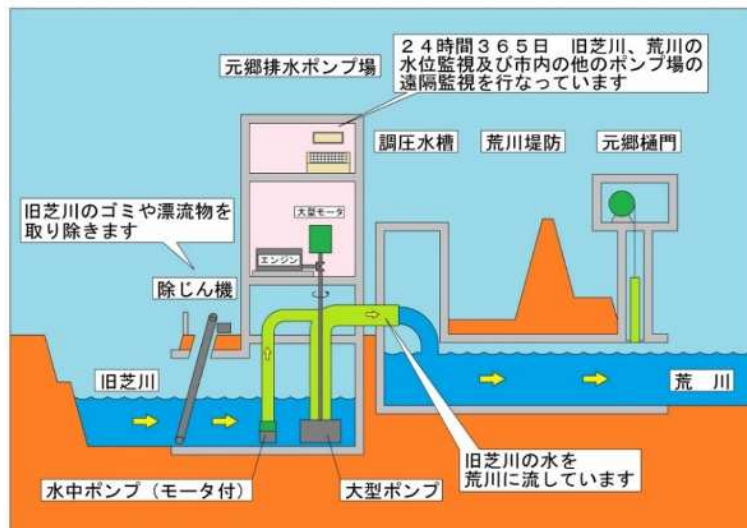 ２４時間３６５日　旧芝川、荒川の
水位監視及び市内の他のポンプ場の
遠隔監視を行なっています
元郷排水ポンプ場
調圧水槽
荒川堤防
元郷樋門
旧芝川のゴミや漂流物を
取り除きます
大型モータ
エンジン
除じん機
旧芝川
荒　川
水中ポンプ（モータ付）
大型ポンプ
旧芝川の水を
荒川に流しています